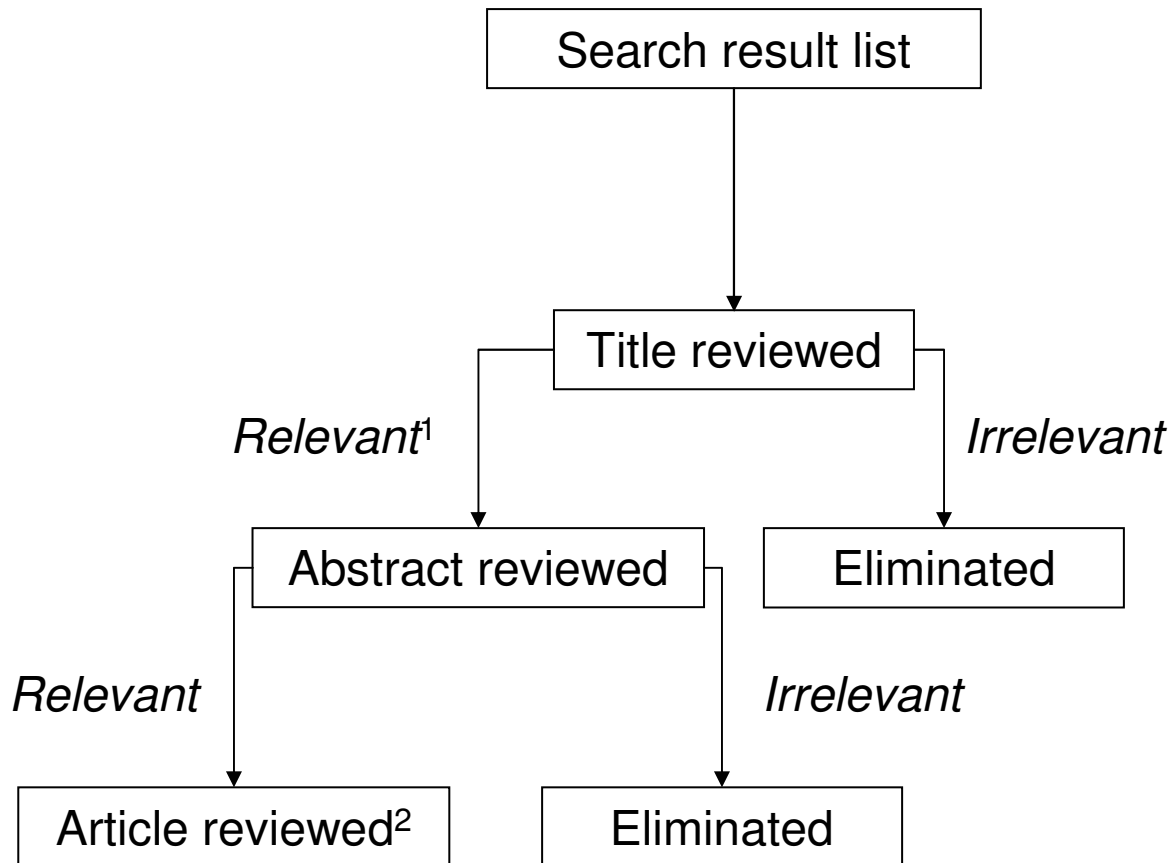 Search result list
Title reviewed
Relevant¹
Irrelevant
Abstract reviewed
Eliminated
Relevant
Irrelevant
Article reviewed²
Eliminated